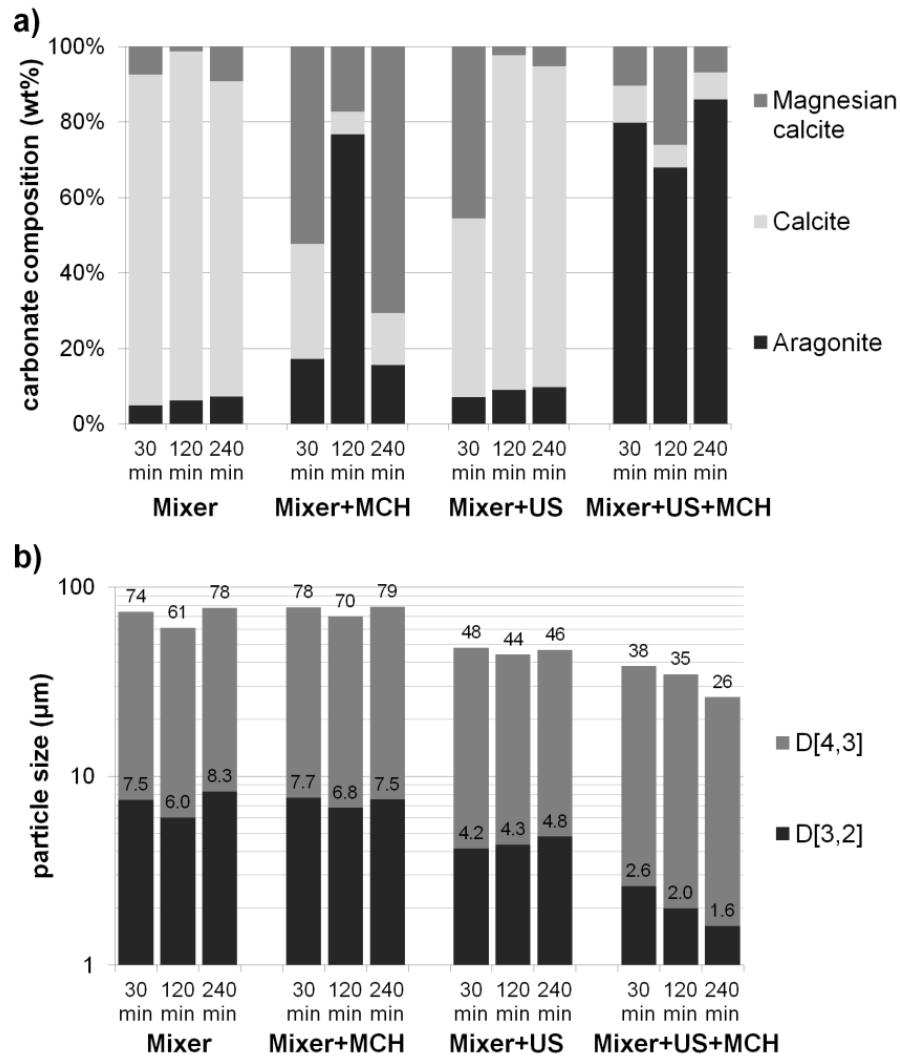 a)
carbonate composition (wt%)
100%
80%
60%
40%
20%
0%
Magnesian
calcite
Calcite
Aragonite
30 120 240 30 120 240 30 120 240 30 120 240
min min min min min min min min min min min min
Mixer Mixer+MCH Mixer+US Mixer+US+MCH
b)
particle size (µm)
100
10
1
74 61 78 78 70 79 48 44 46 38 35 26
7.5 6.0 8.3 7.7 6.8 7.5 4.2 4.3 4.8 2.6 2.0 1.6
D[4,3]
D[3,2]
30 120 240 30 120 240 30 120 240 30 120 240
min min min min min min min min min min min min
Mixer Mixer+MCH Mixer+US Mixer+US+MCH